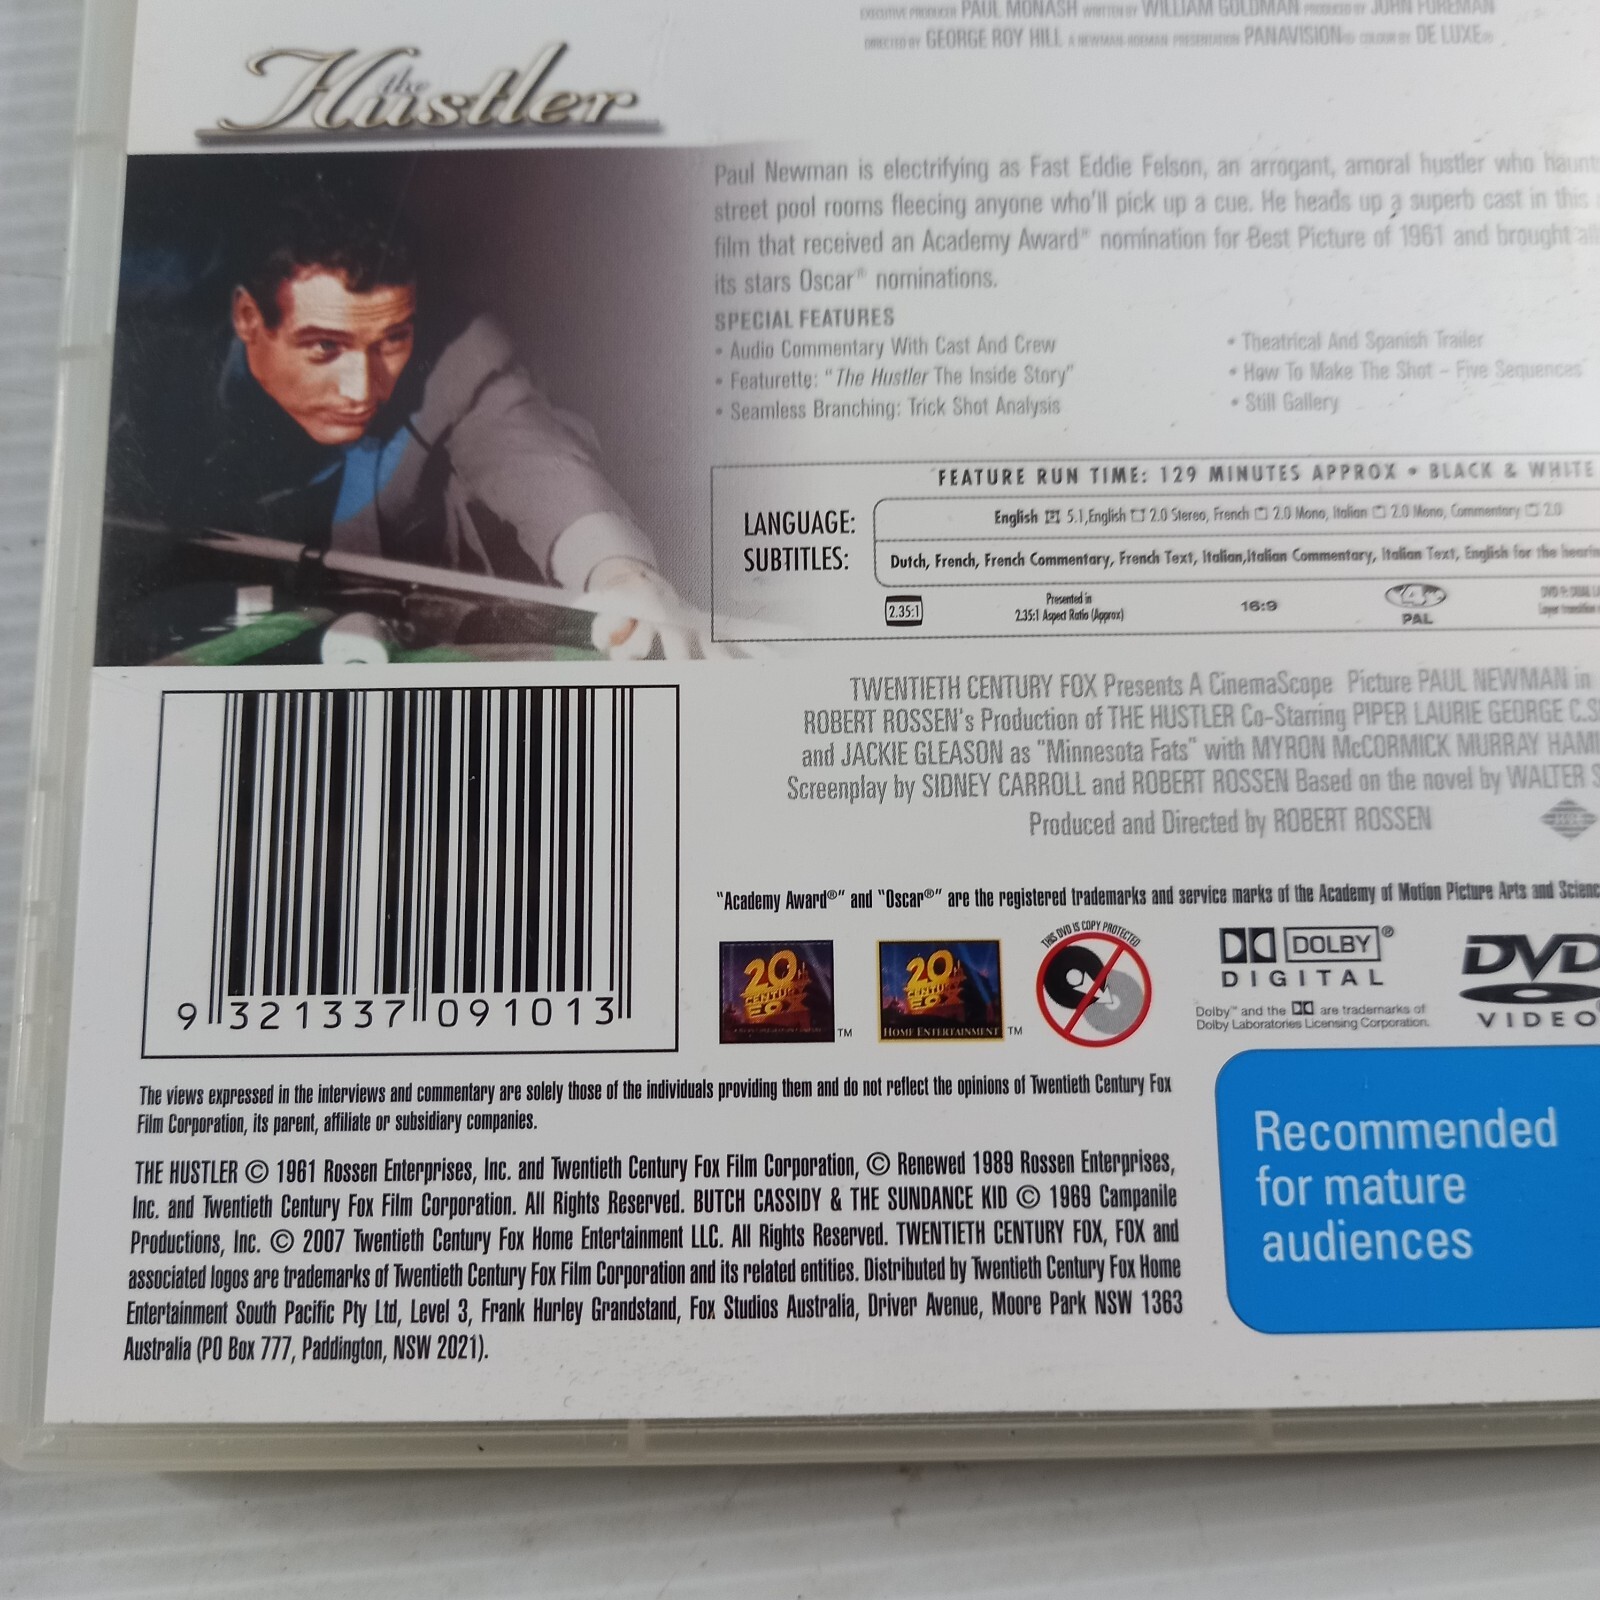 EXECUTIVE PRODUCER PAUL MONASH WRITTEN BY WILLIAM GOLDMAN PRODUCED BY JOHN FOREMAN
DIRECTED BY GEORGE ROY HILL A NEWMAN-FOREMAN PRESENTATION PANAVISION® COLOUR BY DE LUXE®
the Hustler
Paul Newman is electrifying as Fast Eddie Felson, an arrogant, amoral hustler who haunt
street pool rooms fleecing anyone who'll pick up a cue. He heads up a superb cast in this
film that received an Academy Award® nomination for Best Picture of 1961 and brought all
its stars Oscar® nominations.
SPECIAL FEATURES
• Audio Commentary With Cast And Crew
• Featurette: "The Hustler The Inside Story"
• Seamless Branching: Trick Shot Analysis
• Theatrical And Spanish Trailer
• How To Make The Shot – Five Sequences
• Still Gallery
FEATURE RUN TIME: 129 MINUTES APPROX • BLACK & WHITE
LANGUAGE: English 5.1, English 2.0 Stereo, French 2.0 Mono, Italian 2.0 Mono, Commentary 2.0
SUBTITLES: Dutch, French, French Commentary, French Text, Italian, Italian Commentary, Italian Text, English for the
2.35:1 Presented in
2.35:1 Aspect Ratio (Approx)
16:9
PAL
TWENTIETH CENTURY FOX Presents A CinemaScope Picture PAUL NEWMAN in
ROBERT ROSSEN's Production of THE HUSTLER Co-Starring PIPER LAURIE GEORGE C.S
and JACKIE GLEASON as "Minnesota Fats" with MYRON McCORMICK MURRAY HAM
Screenplay by SIDNEY CARROLL and ROBERT ROSSEN Based on the novel by WALTER
Produced and Directed by ROBERT ROSSEN
"Academy Award®" and "Oscar®" are the registered trademarks and service marks of the Academy of Motion Picture Arts and Scienc
9 321337 091013
20
CENTURY
FOX
TM
20
CENTURY
FOX
HOME ENTERTAINMENT
TM
THIS DVD IS COPY PROTECTED
DOLBY®
DIGITAL
Dolby™ and the are trademarks of
Dolby Laboratories Licensing Corporation.
DVD
VIDEO
The views expressed in the interviews and commentary are solely those of the individuals providing them and do not reflect the opinions of Twentieth Century Fox
Film Corporation, its parent, affiliate or subsidiary companies.
THE HUSTLER © 1961 Rossen Enterprises, Inc. and Twentieth Century Fox Film Corporation, © Renewed 1989 Rossen Enterprises,
Inc. and Twentieth Century Fox Film Corporation. All Rights Reserved. BUTCH CASSIDY & THE SUNDANCE KID © 1969 Campanile
Productions, Inc. © 2007 Twentieth Century Fox Home Entertainment LLC. All Rights Reserved. TWENTIETH CENTURY FOX, FOX and
associated logos are trademarks of Twentieth Century Fox Film Corporation and its related entities. Distributed by Twentieth Century Fox Home
Entertainment South Pacific Pty Ltd, Level 3, Frank Hurley Grandstand, Fox Studios Australia, Driver Avenue, Moore Park NSW 1363
Australia (PO Box 777, Paddington, NSW 2021).
Recommended
for mature
audiences